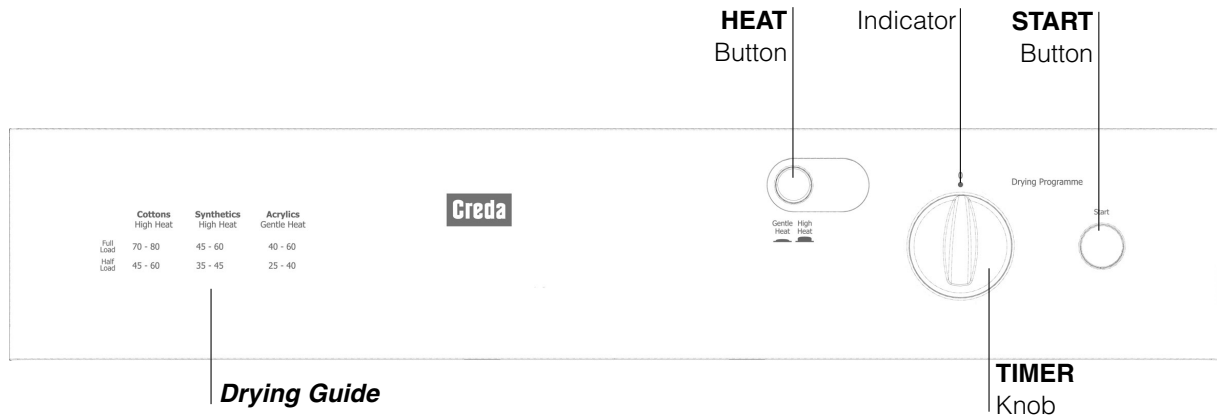 HEAT
Button
Indicator
START
Button
0
Drying Programme
Creda
Cottons Synthetics Acrylics
High Heat High Heat Gentle Heat
Full
Load 70 - 80 45 - 60 40 - 60
Half
Load 45 - 60 35 - 45 25 - 40
Gentle High
Heat Heat
Start
Drying Guide
TIMER
Knob